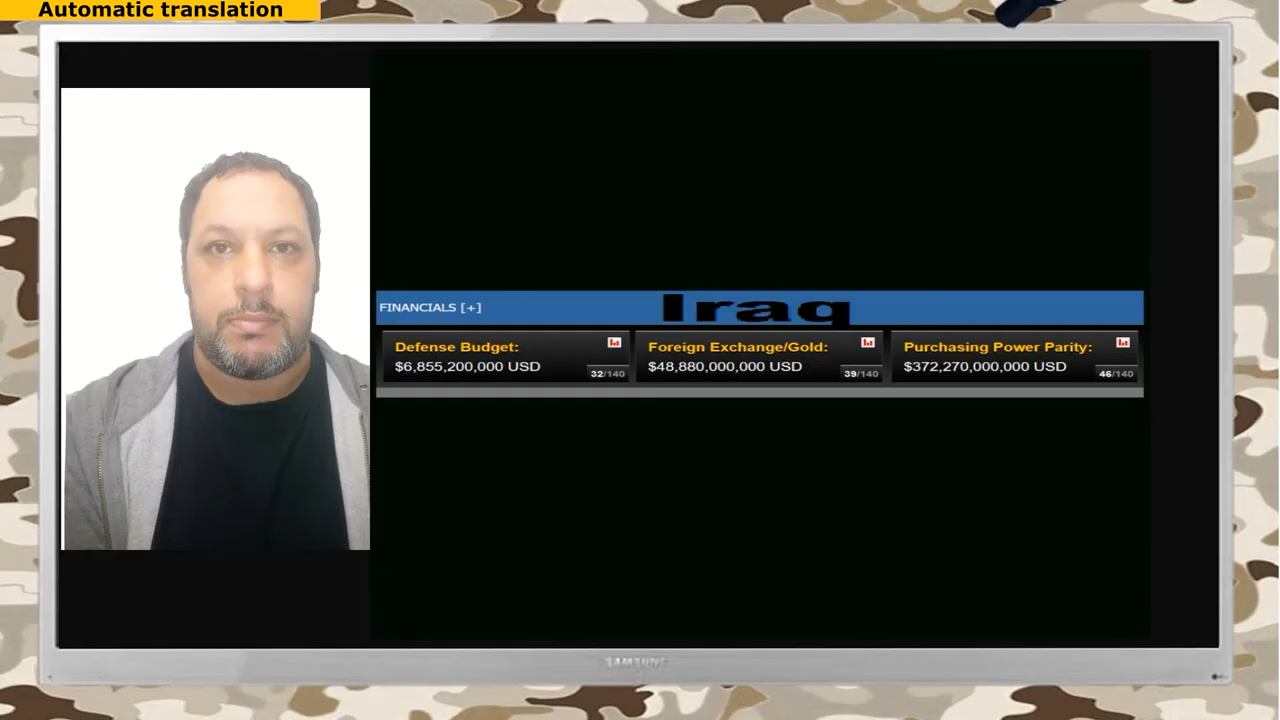 Automatic translation
FINANCIALS [+]
Iraq
Defense Budget:
$6,855,200,000 USD
32/140
Foreign Exchange/Gold:
$48,880,000,000 USD
39/140
Purchasing Power Parity:
$372,270,000,000 USD
46/140
SAMSUNG